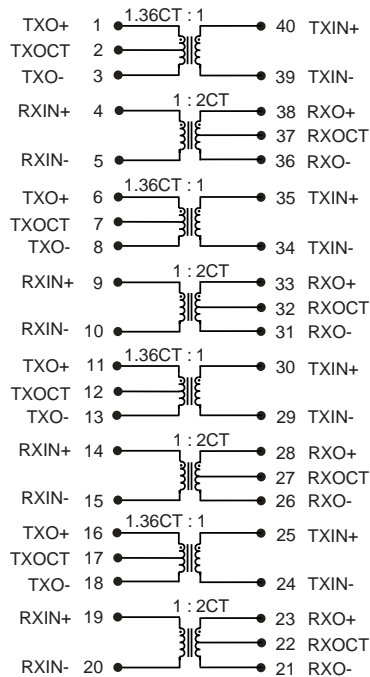 1.36CT : 1
TXO+ 1 40 TXIN+
TXOCT 2
TXO- 3 39 TXIN-
1 : 2CT
RXIN+ 4 38 RXO+
37 RXOCT
RXIN- 5 36 RXO-
1.36CT : 1
TXO+ 6 35 TXIN+
TXOCT 7
TXO- 8 34 TXIN-
1 : 2CT
RXIN+ 9 33 RXO+
32 RXOCT
RXIN- 10 31 RXO-
1.36CT : 1
TXO+ 11 30 TXIN+
TXOCT 12
TXO- 13 29 TXIN-
1 : 2CT
RXIN+ 14 28 RXO+
27 RXOCT
RXIN- 15 26 RXO-
1.36CT : 1
TXO+ 16 25 TXIN+
TXOCT 17
TXO- 18 24 TXIN-
1 : 2CT
RXIN+ 19 23 RXO+
22 RXOCT
RXIN- 20 21 RXO-